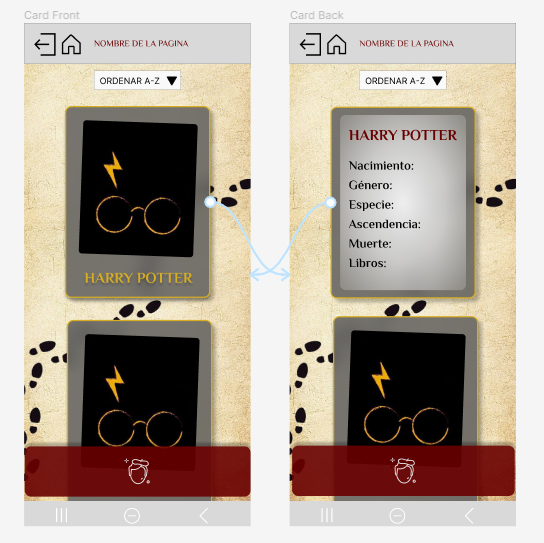 Card Front
Card Back
NOMBRE DE LA PAGINA
NOMBRE DE LA PAGINA
ORDENAR A-Z
ORDENAR A-Z
HARRY POTTER
HARRY POTTER
Nacimiento:
Género:
Especie:
Ascendencia:
Muerte:
Libros: